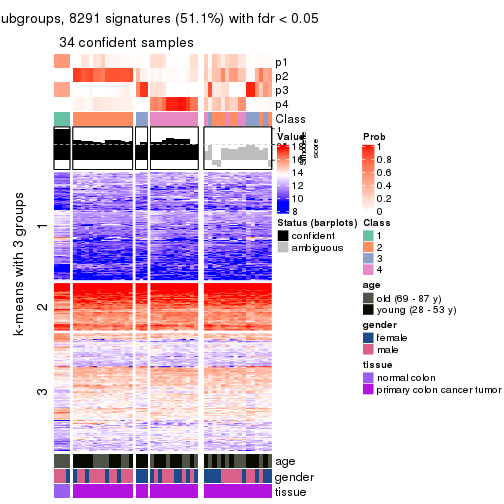 ubgroups, 8291 signatures (51.1%) with fdr < 0.05
34 confident samples
p1
p2
p3
p4
Class
1
2
3
k-means with 3 groups
age
gender
tissue
score
Value
18
16
14
12
10
8
Status (barplots)
confident
ambiguous
Prob
1
0.8
0.6
0.4
0.2
0
Class
1
2
3
4
age
old (69 - 87 y)
young (28 - 53 y)
gender
female
male
tissue
normal colon
primary colon cancer tumor